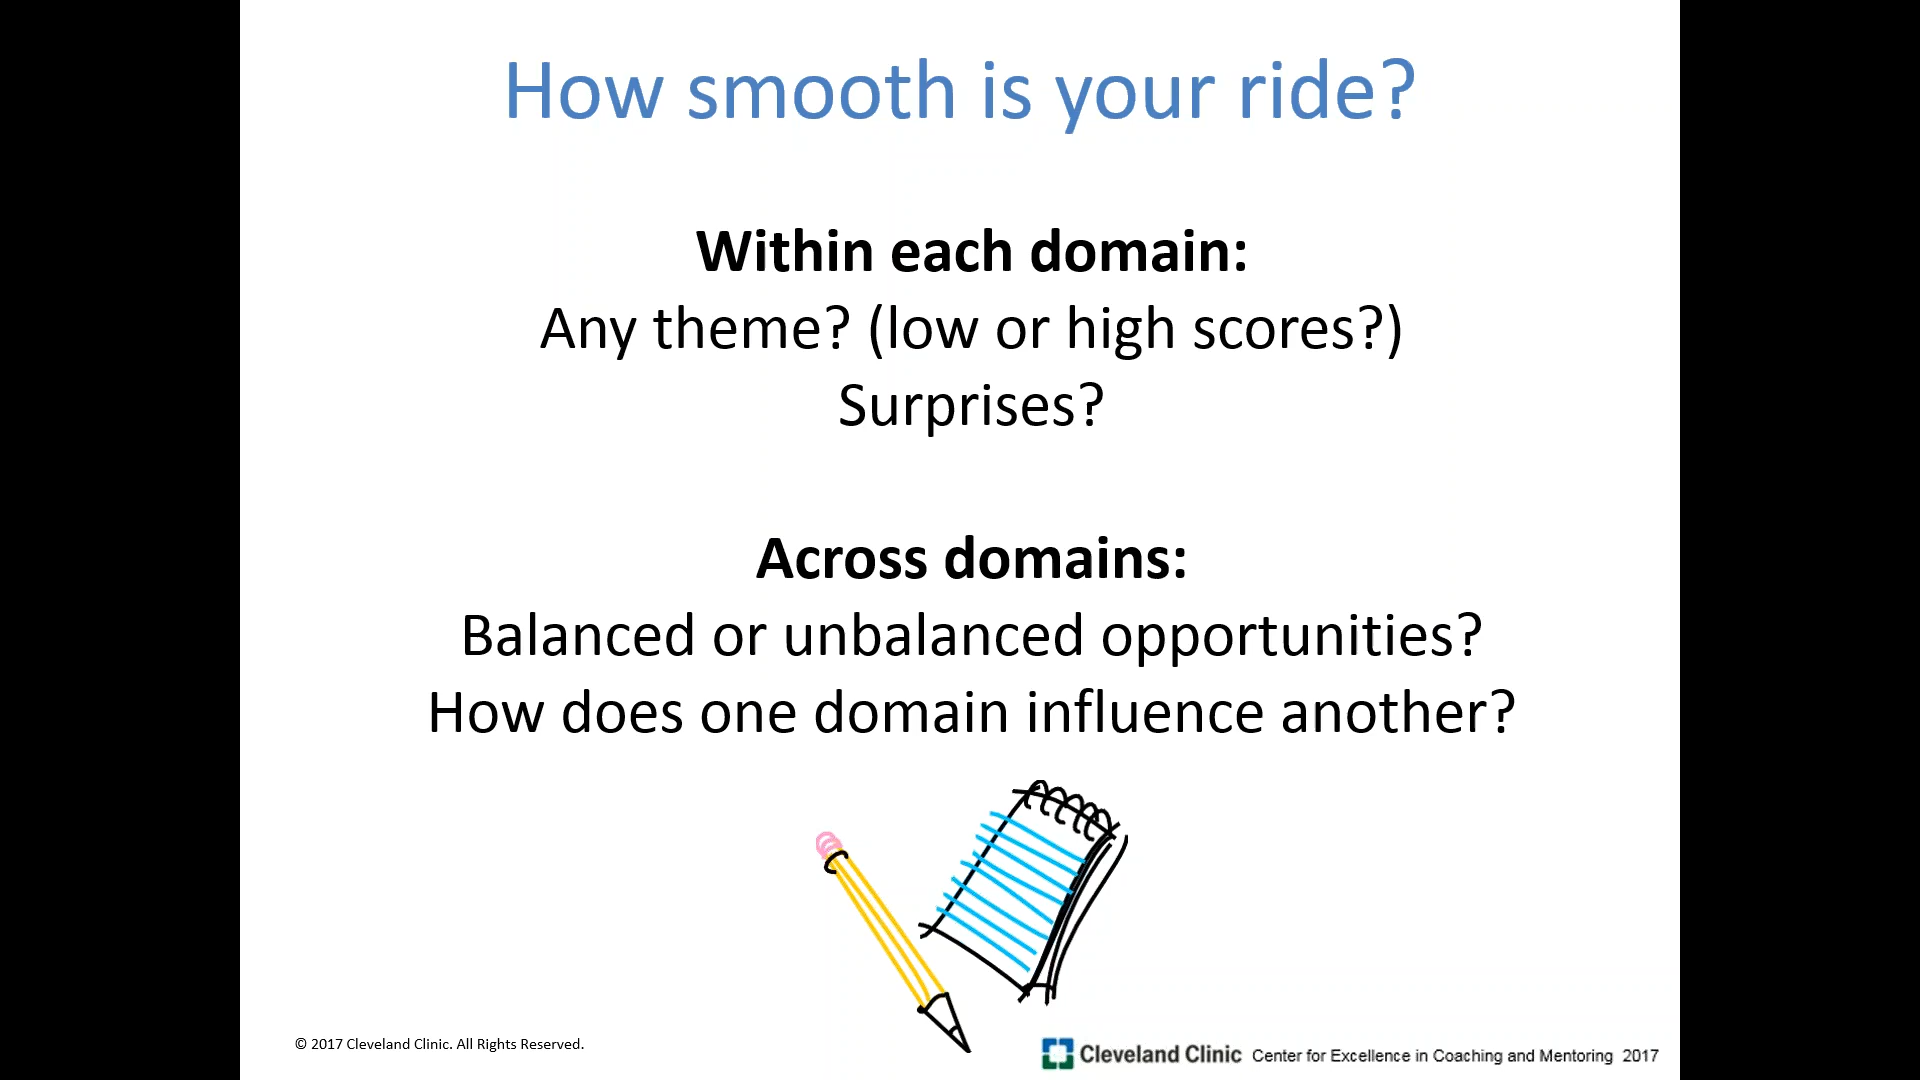 How smooth is your ride?
Within each domain:
Any theme? (low or high scores?)
Surprises?
Across domains:
Balanced or unbalanced opportunities?
How does one domain influence another?
© 2017 Cleveland Clinic. All Rights Reserved.
Cleveland Clinic Center for Excellence in Coaching and Mentoring 2017